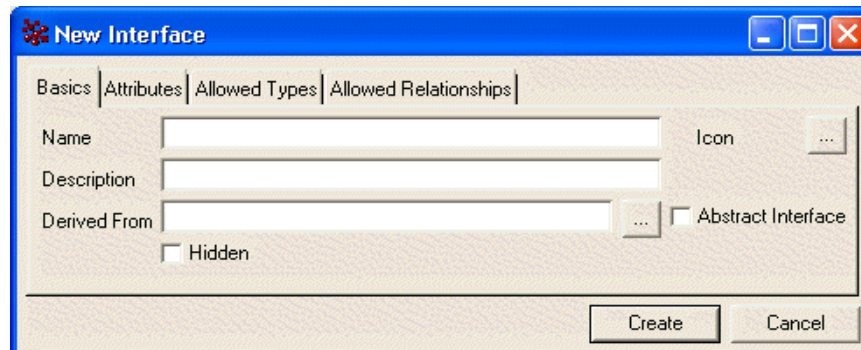 New Interface
Basics Attributes Allowed Types Allowed Relationships
Name Icon ...
Description
Derived From ... Abstract Interface
Hidden
Create Cancel